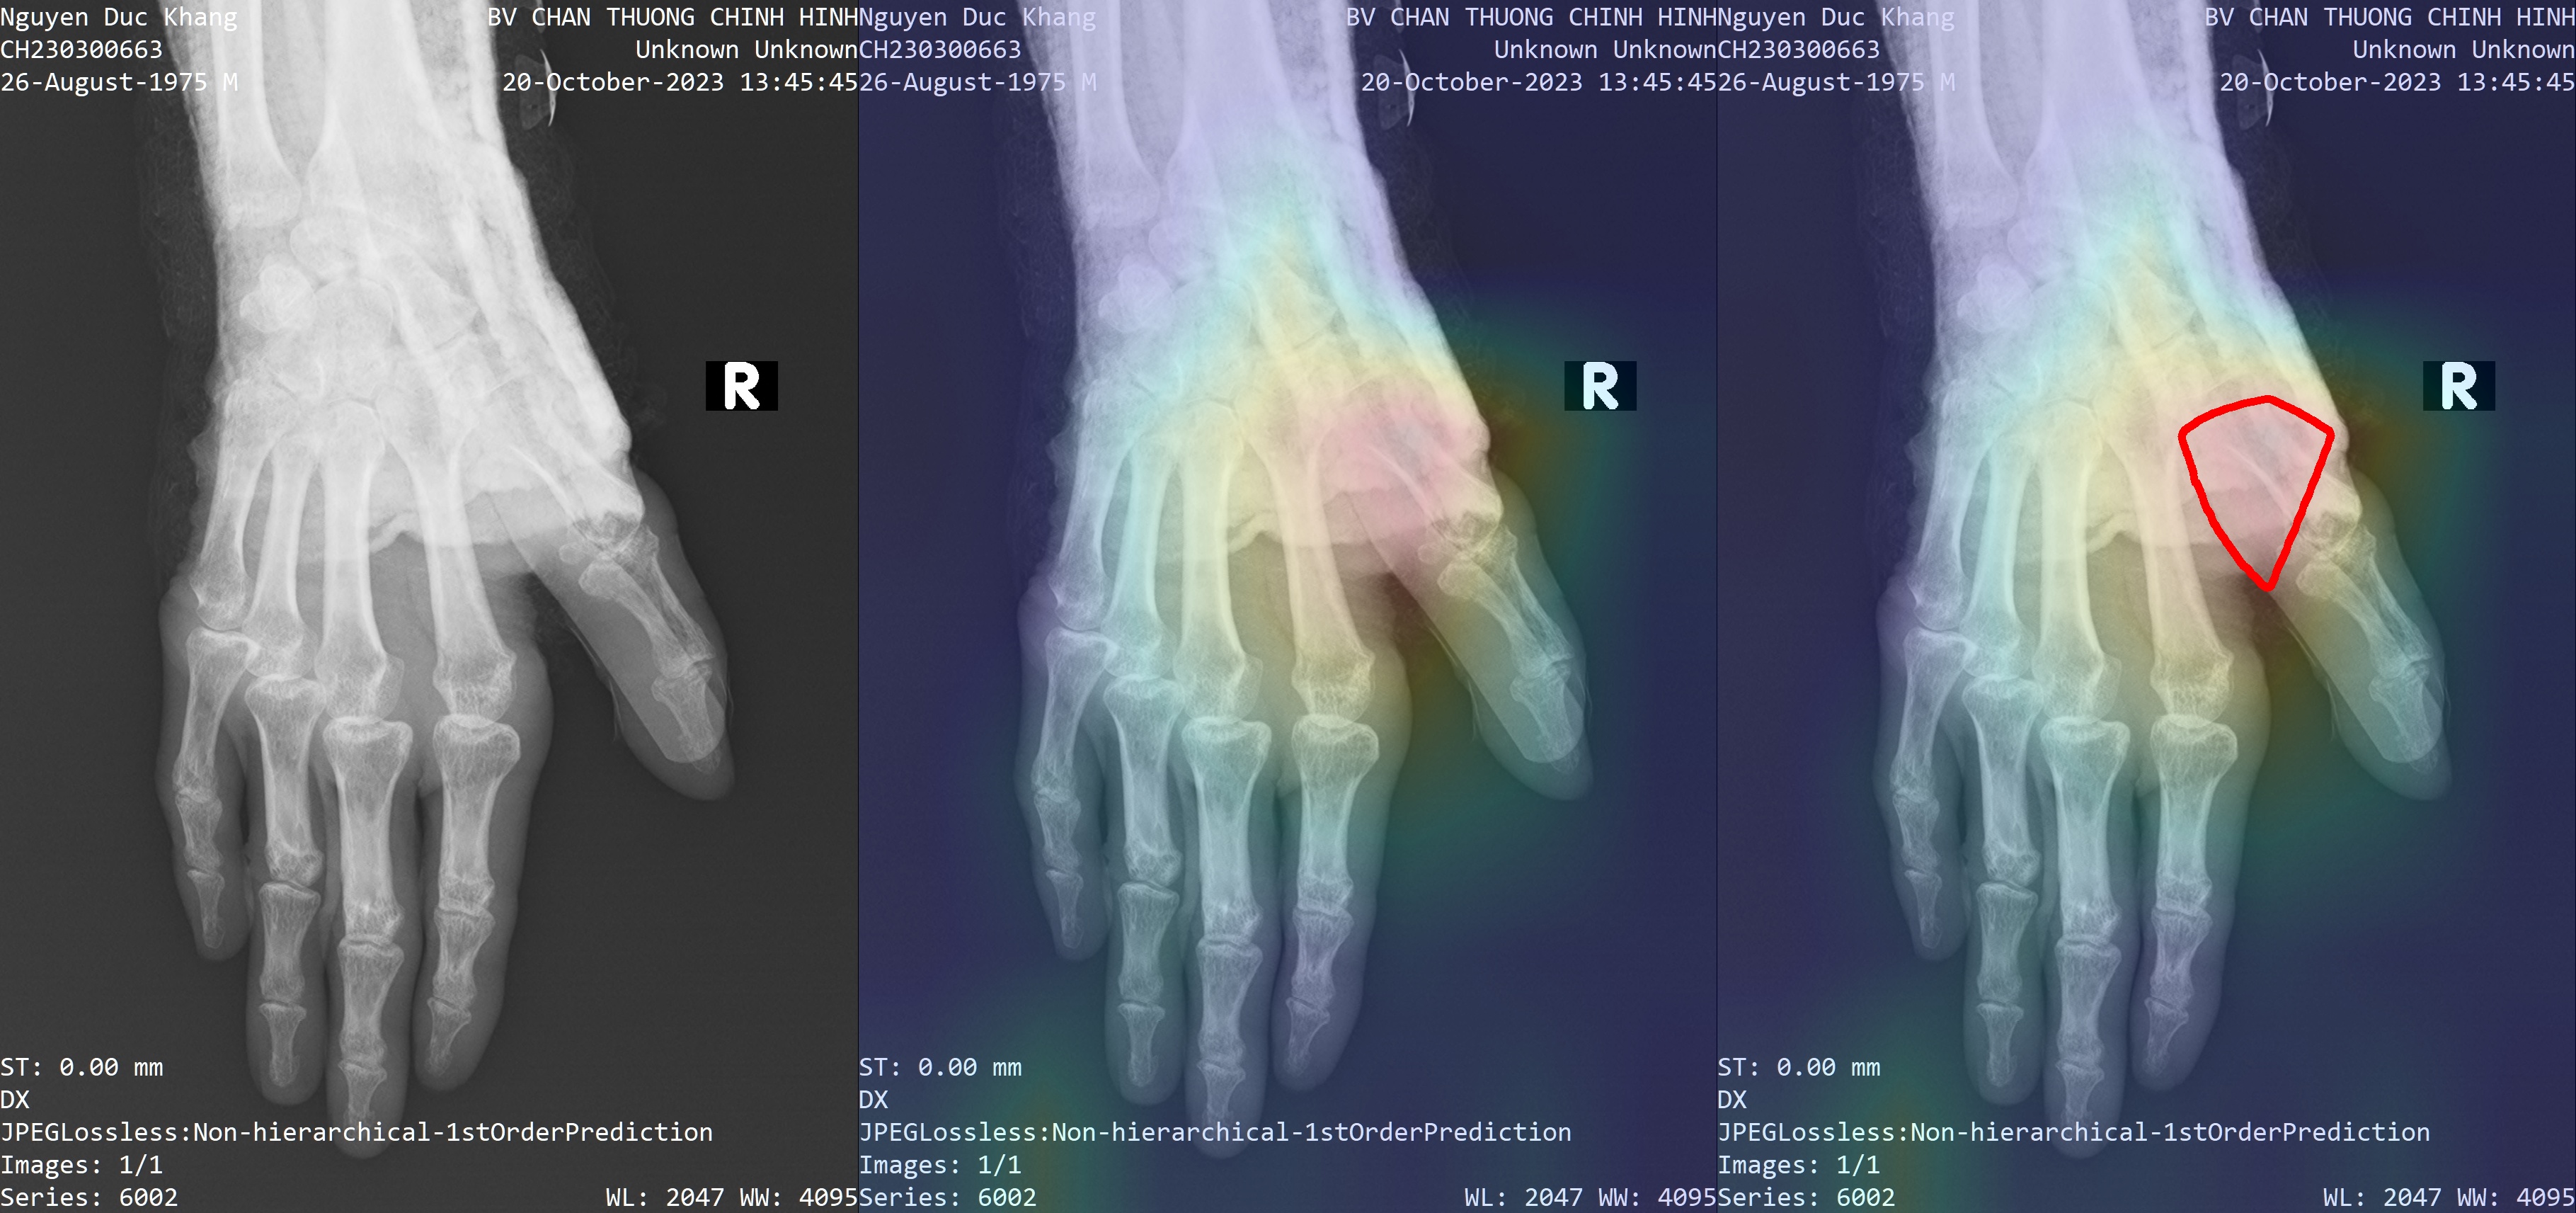 Nguyen Duc Khang
CH230300663
26-August-1975 M
BV CHAN THUONG CHINH HINH
Unknown Unknown
20-October-2023 13:45:45
R
ST: 0.00 mm
DX
JPEGLossless:Non-hierarchical-1stOrderPrediction
Images: 1/1
Series: 6002
WL: 2047 WW: 4095
Nguyen Duc Khang
CH230300663
26-August-1975 M
BV CHAN THUONG CHINH HINH
Unknown Unknown
20-October-2023 13:45:45
R
ST: 0.00 mm
DX
JPEGLossless:Non-hierarchical-1stOrderPrediction
Images: 1/1
Series: 6002
WL: 2047 WW: 4095
Nguyen Duc Khang
CH230300663
26-August-1975 M
BV CHAN THUONG CHINH HINH
Unknown Unknown
20-October-2023 13:45:45
R
ST: 0.00 mm
DX
JPEGLossless:Non-hierarchical-1stOrderPrediction
Images: 1/1
Series: 6002
WL: 2047 WW: 4095